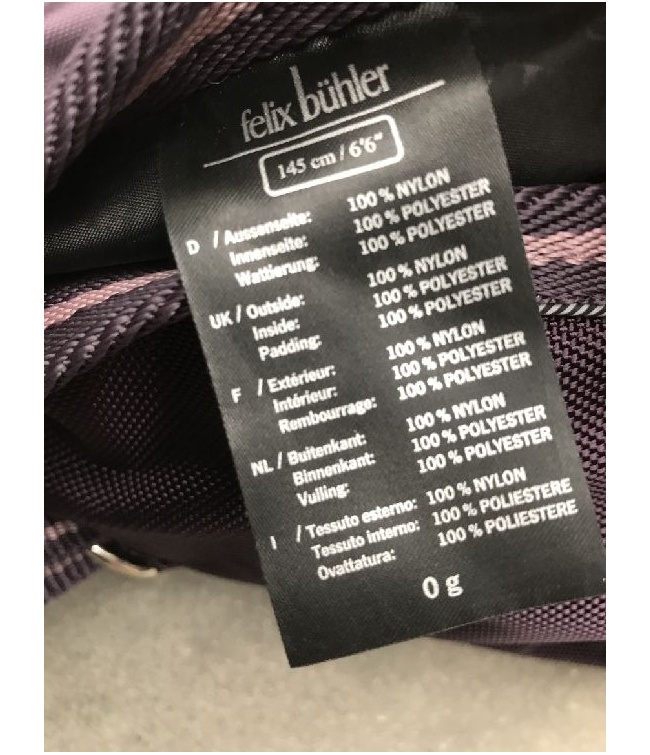 felix bühler
145 cm / 6'6"
D / Aussenseite: 100 % NYLON
Innenseite: 100 % POLYESTER
Wattierung: 100 % POLYESTER
UK / Outside: 100 % NYLON
Inside: 100 % POLYESTER
Padding: 100 % POLYESTER
F / Extérieur: 100 % NYLON
Intérieur: 100 % POLYESTER
Rembourrage: 100 % POLYESTER
NL / Buitenkant: 100 % NYLON
Binnenkant: 100 % POLYESTER
Vulling: 100 % POLYESTER
I / Tessuto esterno: 100 % NYLON
Tessuto interno: 100 % POLIESTERE
Ovattatura: 100 % POLIESTERE
0 g